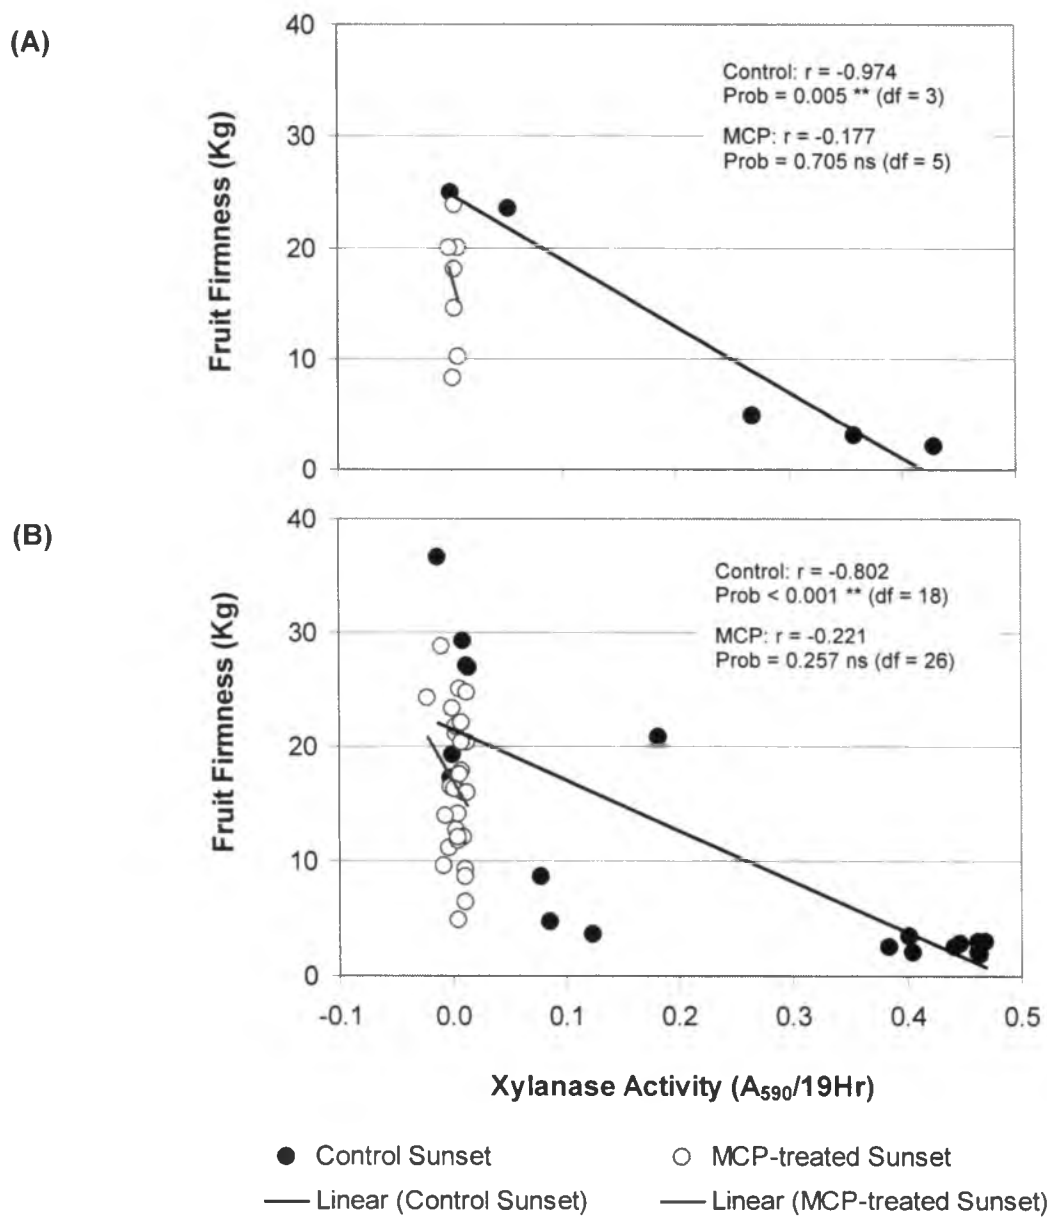 (A)
40
30
20
10
0
Fruit Firmness (Kg)
Control: r = -0.974
Prob = 0.005 ** (df = 3)
MCP: r = -0.177
Prob = 0.705 ns (df = 5)
(B)
40
30
20
10
0
Fruit Firmness (Kg)
Control: r = -0.802
Prob < 0.001 ** (df = 18)
MCP: r = -0.221
Prob = 0.257 ns (df = 26)
-0.1 0.0 0.1 0.2 0.3 0.4 0.5
Xylanase Activity (A₅₉₀/19Hr)
Control Sunset MCP-treated Sunset
Linear (Control Sunset) Linear (MCP-treated Sunset)